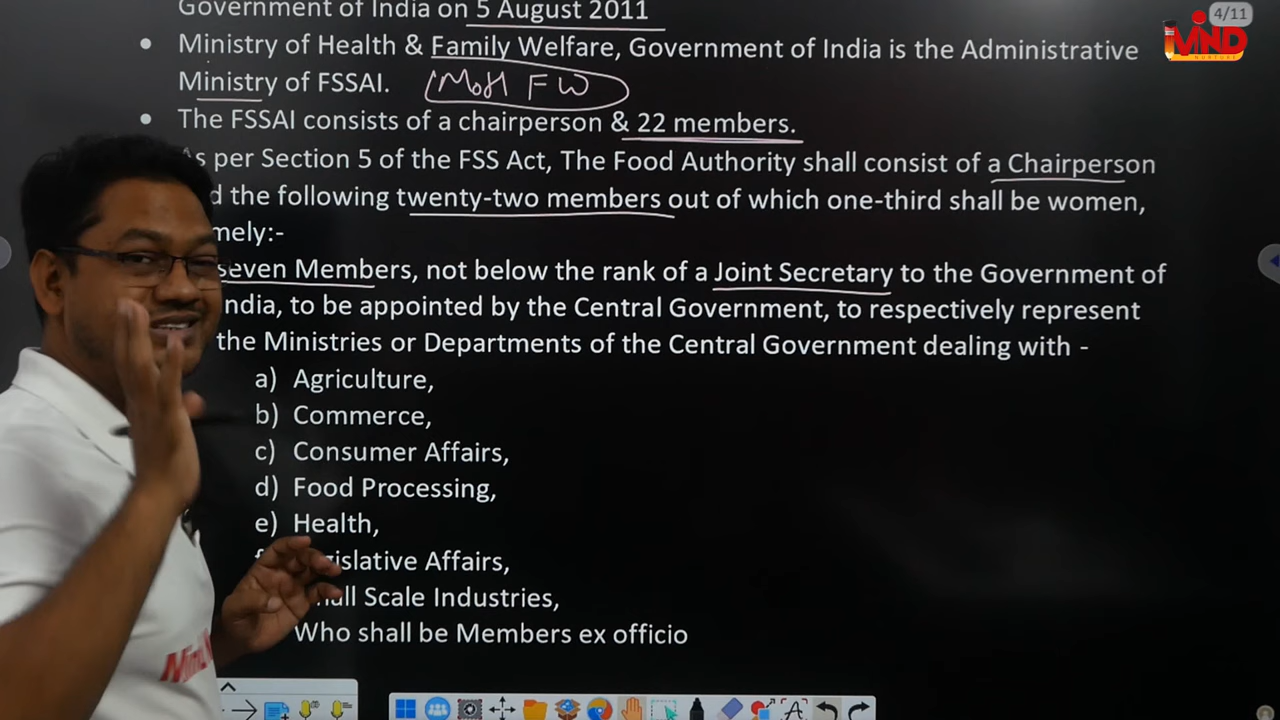 Government of India on 5 August 2011
4/11
MIND
NURTURE
• Ministry of Health & Family Welfare, Government of India is the Administrative
Ministry of FSSAI. MoH FW
• The FSSAI consists of a chairperson & 22 members.
As per Section 5 of the FSS Act, The Food Authority shall consist of a Chairperson
the following twenty-two members out of which one-third shall be women,
seven Members, not below the rank of a Joint Secretary to the Government of
India, to be appointed by the Central Government, to respectively represent
the Ministries or Departments of the Central Government dealing with -
a) Agriculture,
b) Commerce,
c) Consumer Affairs,
d) Food Processing,
e) Health,
Affairs,
Scale Industries,
Who shall be Members ex officio